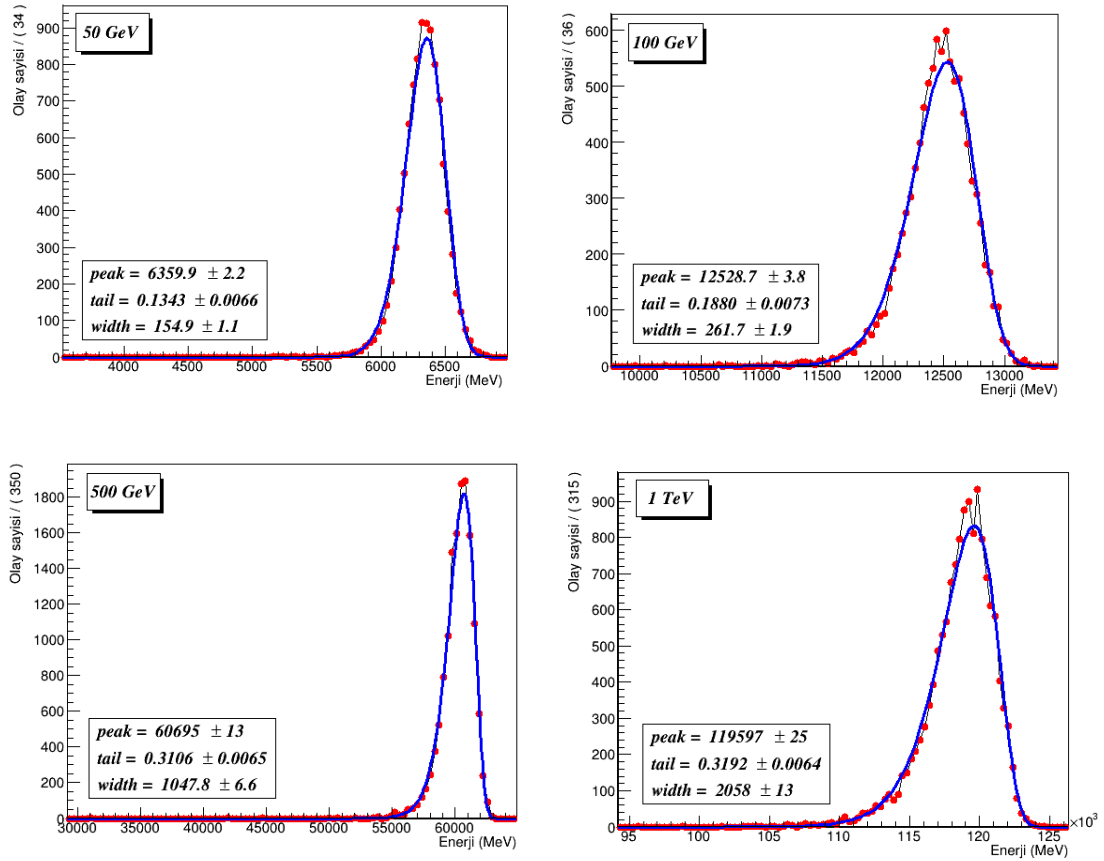 50 GeV
Olay sayisi / ( 34 )
900
800
700
600
500
400
300
200
100
0
peak = 6359.9 ± 2.2
tail = 0.1343 ± 0.0066
width = 154.9 ± 1.1
4000 4500 5000 5500 6000 6500
Enerji (MeV)
100 GeV
Olay sayisi / ( 36 )
600
500
400
300
200
100
0
peak = 12528.7 ± 3.8
tail = 0.1880 ± 0.0073
width = 261.7 ± 1.9
10000 10500 11000 11500 12000 12500 13000
Enerji (MeV)
500 GeV
Olay sayisi / ( 350 )
1800
1600
1400
1200
1000
800
600
400
200
0
peak = 60695 ± 13
tail = 0.3106 ± 0.0065
width = 1047.8 ± 6.6
30000 35000 40000 45000 50000 55000 60000
Enerji (MeV)
1 TeV
Olay sayisi / ( 315 )
900
800
700
600
500
400
300
200
100
0
peak = 119597 ± 25
tail = 0.3192 ± 0.0064
width = 2058 ± 13
95 100 105 110 115 120 125
×10³
Enerji (MeV)